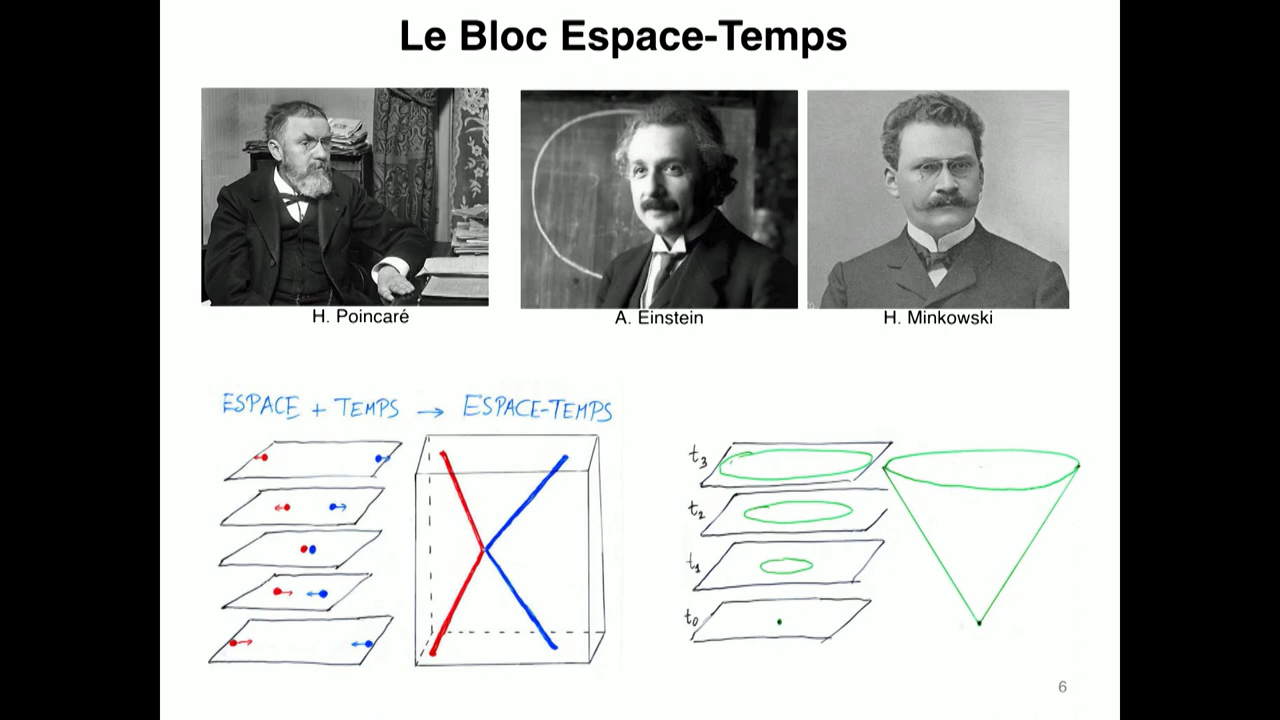 Le Bloc Espace-Temps
H. Poincaré
A. Einstein
H. Minkowski
ESPACE + TEMPS → ESPACE-TEMPS
t3
t2
t1
t0
6